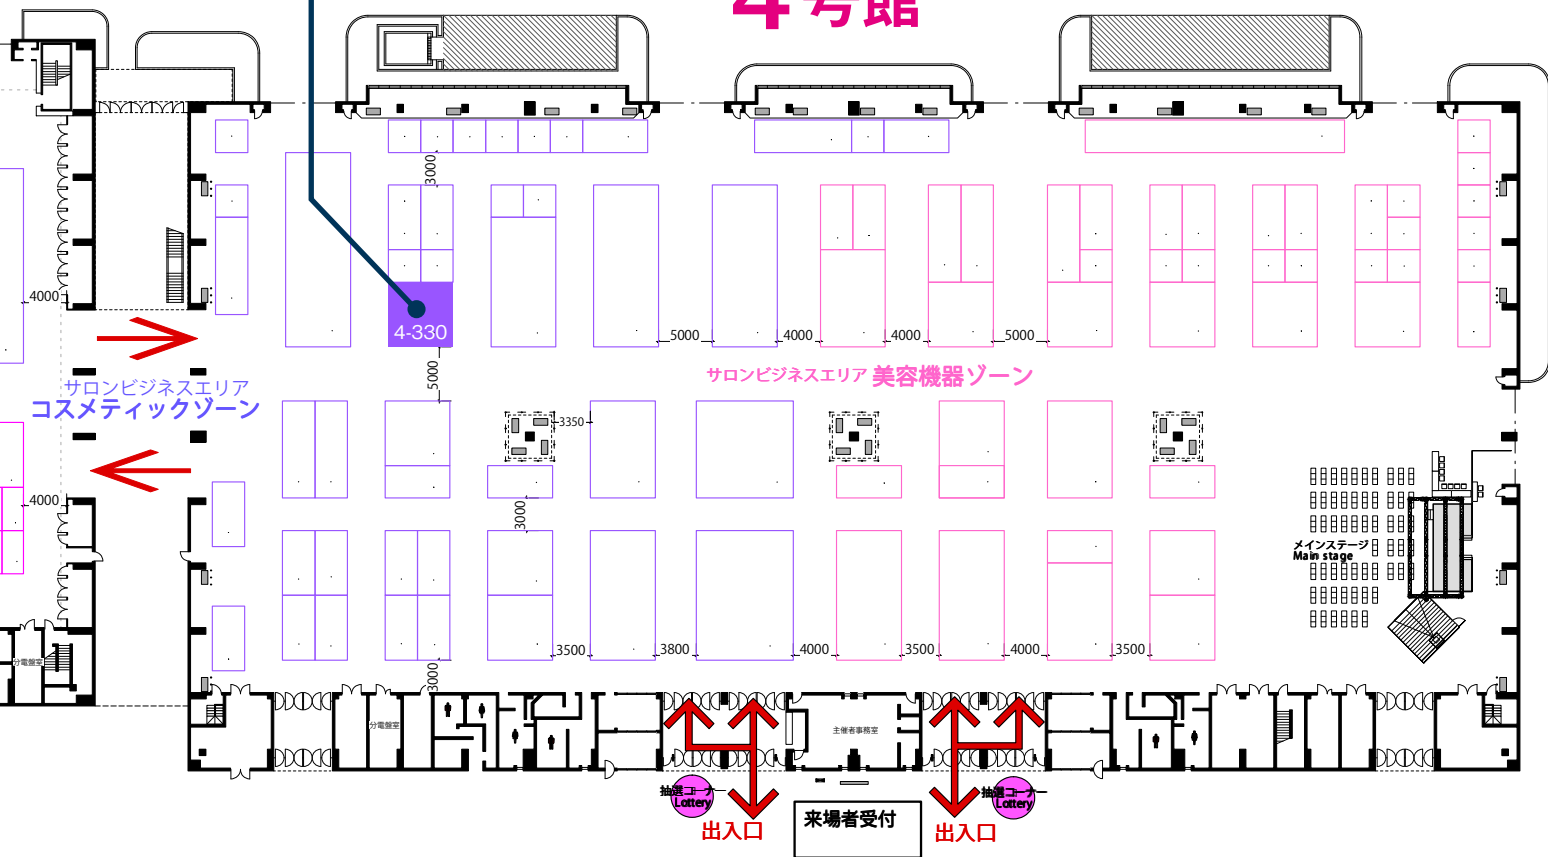 4号館
3000
4000
4-330
5000
4000
4000
5000
5000
サロンビジネスエリア 美容機器ゾーン
サロンビジネスエリア
コスメティックゾーン
3350
4000
3000
メインステージ
Main stage
3500
3800
4000
3500
4000
3500
3000
分電盤室
分電盤室
主催者事務室
抽選コーナー
Lottery
抽選コーナー
Lottery
来場者受付
出入口
出入口